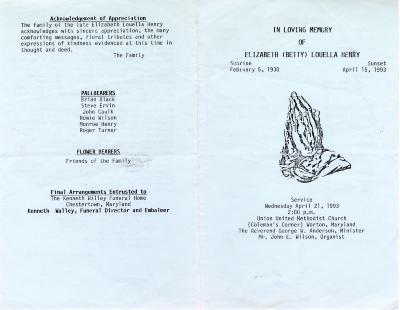 Acknowledgement of Appreciation
The family of the late Elizabeth Louella Henry
acknowledges with sincere appreciation, the many
comforting messages, floral tributes and other
expressions of kindness evidenced at this time in
thought and deed.
The Family
PALLBEARERS
Brian Black
Steve Ervin
John Caulk
Romie Wilson
Monroe Henry
Roger Turner
FLOWER BEARERS
Friends of the Family
Final Arrangements Entrusted to
The Kenneth Walley Funeral Home
Chestertown, Maryland
Kenneth Walley, Funeral Director and Embalmer
IN LOVING MEMORY
OF
ELIZABETH (BETTY) LOUELLA HENRY
Sunrise Sunset
February 5, 1930 April 15, 1993
Service
Wednesday April 21, 1993
2:00 p.m.
Union United Methodist Church
(Coleman's Corner) Worton, Maryland
The Reverend George W. Anderson, Minister
Mr. John E. Wilson, Organist